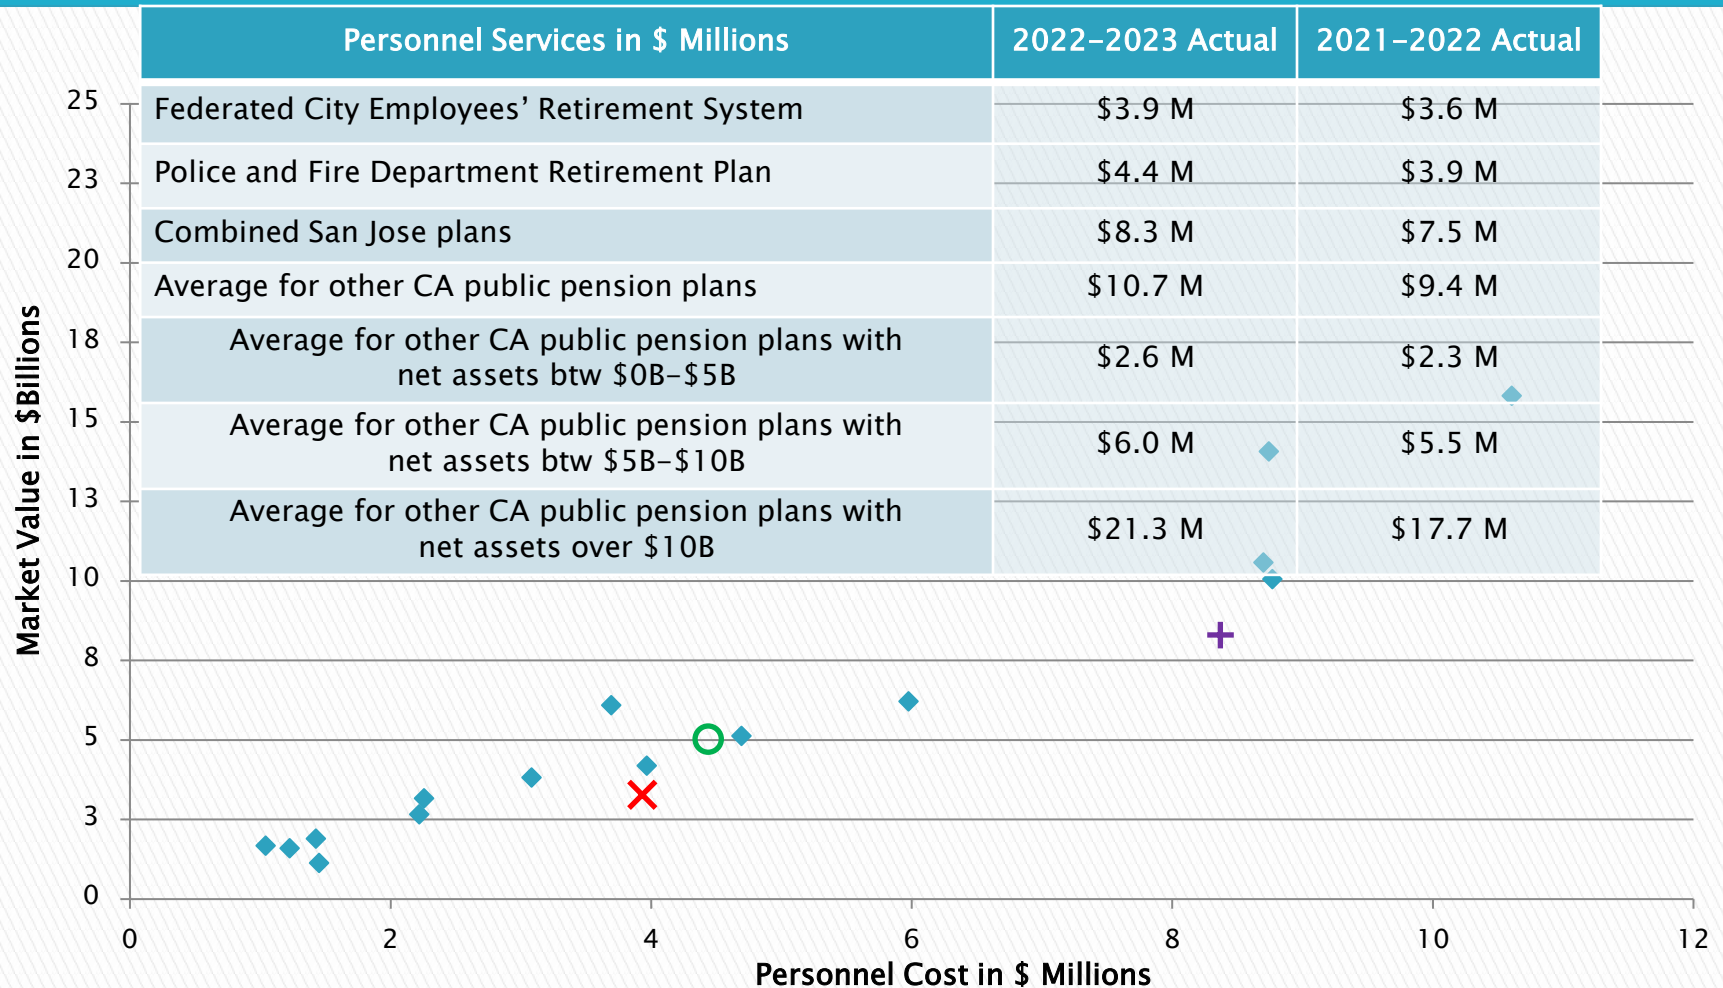 Personnel Services in $ Millions 2022-2023 Actual 2021-2022 Actual
Federated City Employees’ Retirement System $3.9 M $3.6 M
Police and Fire Department Retirement Plan $4.4 M $3.9 M
Combined San Jose plans $8.3 M $7.5 M
Average for other CA public pension plans $10.7 M $9.4 M
Average for other CA public pension plans with
net assets btw $0B-$5B $2.6 M $2.3 M
Average for other CA public pension plans with
net assets btw $5B-$10B $6.0 M $5.5 M
Average for other CA public pension plans with
net assets over $10B $21.3 M $17.7 M
Market Value in $Billions
25
23
20
18
15
13
10
8
5
3
0
0 2 4 6 8 10 12
Personnel Cost in $ Millions